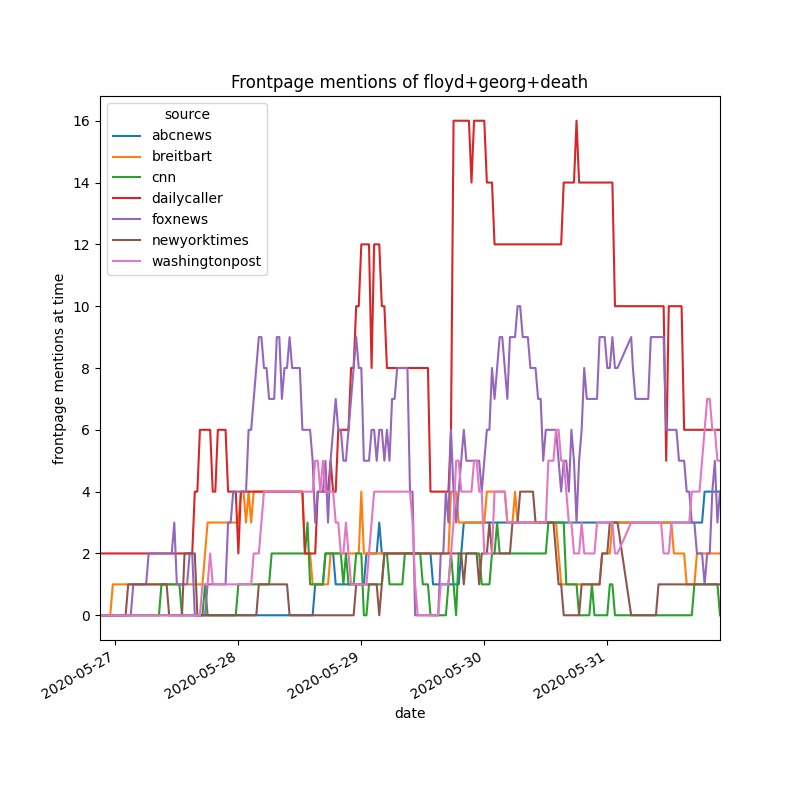 Frontpage mentions of floyd+georg+death
source
abcnews
breitbart
cnn
dailycaller
foxnews
newyorktimes
washingtonpost
frontpage mentions at time
16
14
12
10
8
6
4
2
0
2020-05-27
2020-05-28
2020-05-29
2020-05-30
2020-05-31
date